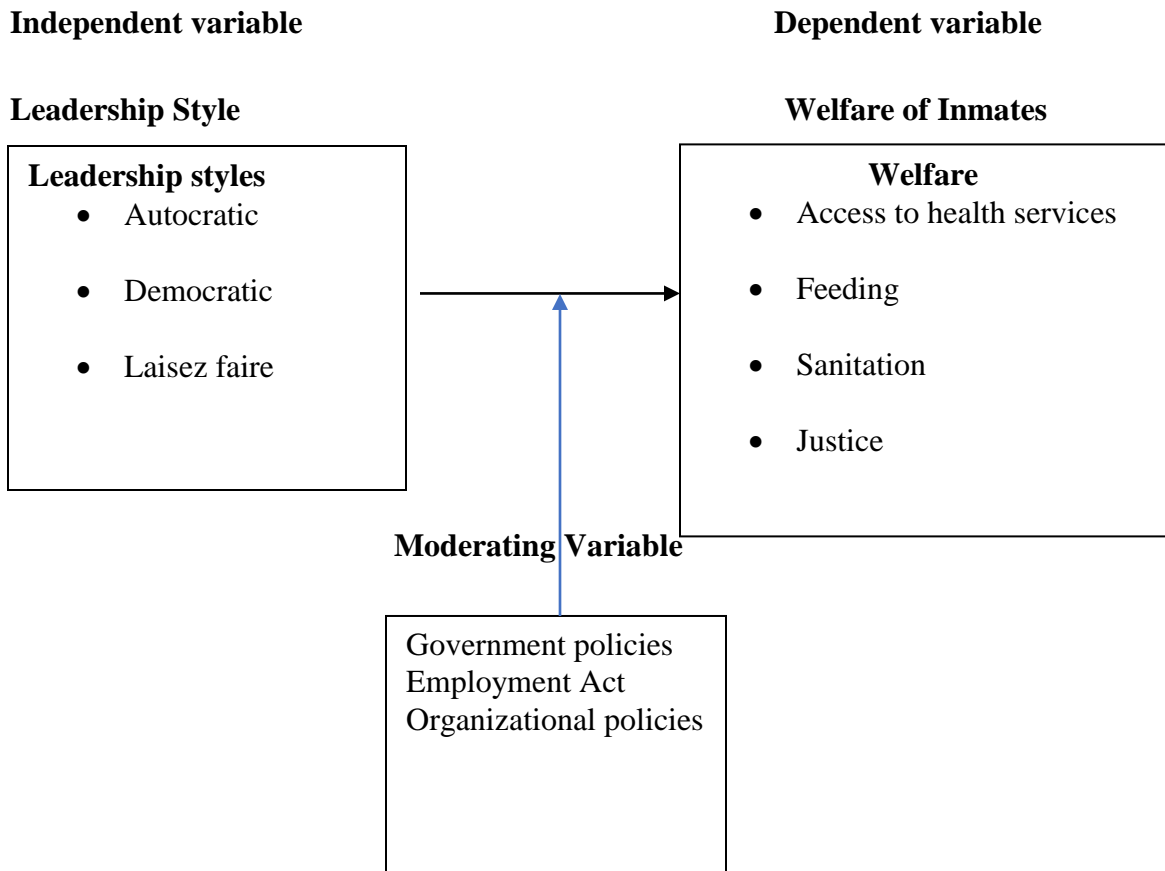 Independent variable
Dependent variable
Leadership Style
Welfare of Inmates
Leadership styles
• Autocratic
• Democratic
• Laisez faire
Welfare
• Access to health services
• Feeding
• Sanitation
• Justice
Moderating Variable
Government policies
Employment Act
Organizational policies